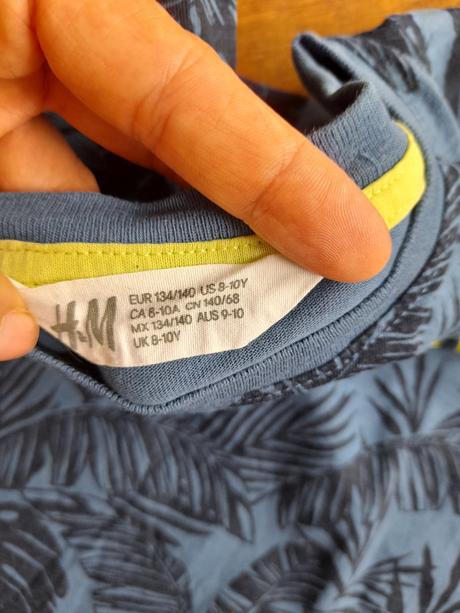 H&M
EUR 134/140 US 8-10Y
CA 8-10A CN 140/68
MX 134/140 AUS 9-10
UK 8-10Y